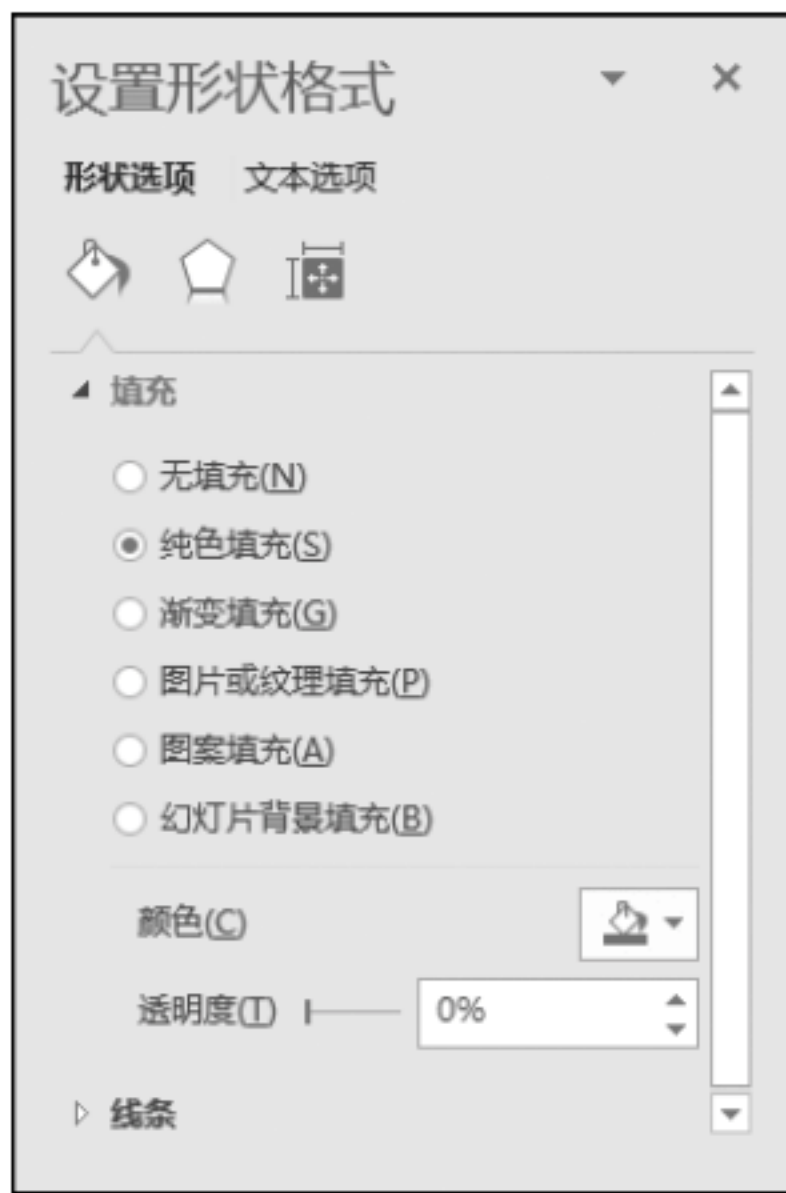 设置形状格式
形状选项 文本选项
填充
无填充(N)
纯色填充(S)
渐变填充(G)
图片或纹理填充(P)
图案填充(A)
幻灯片背景填充(B)
颜色(C)
透明度(T) 0%
线条